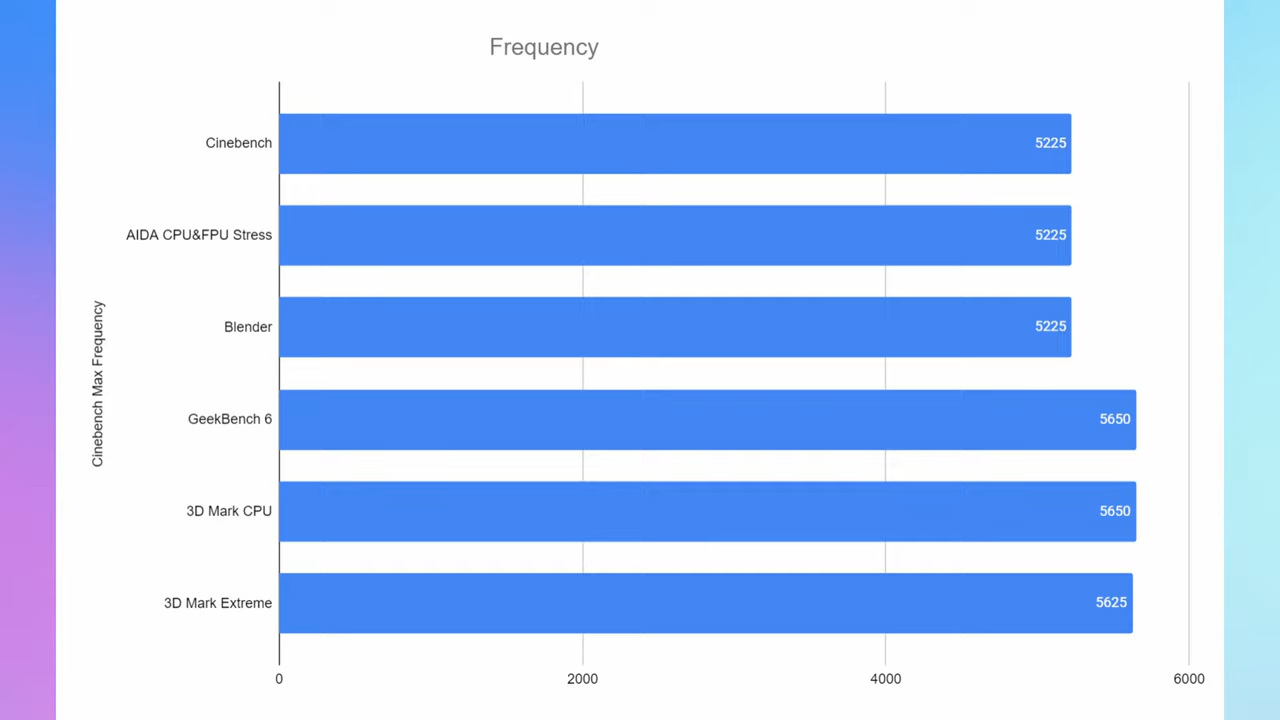 Frequency
Cinebench Max Frequency
Cinebench 5225
AIDA CPU&FPU Stress 5225
Blender 5225
GeekBench 6 5650
3D Mark CPU 5650
3D Mark Extreme 5625
0 2000 4000 6000